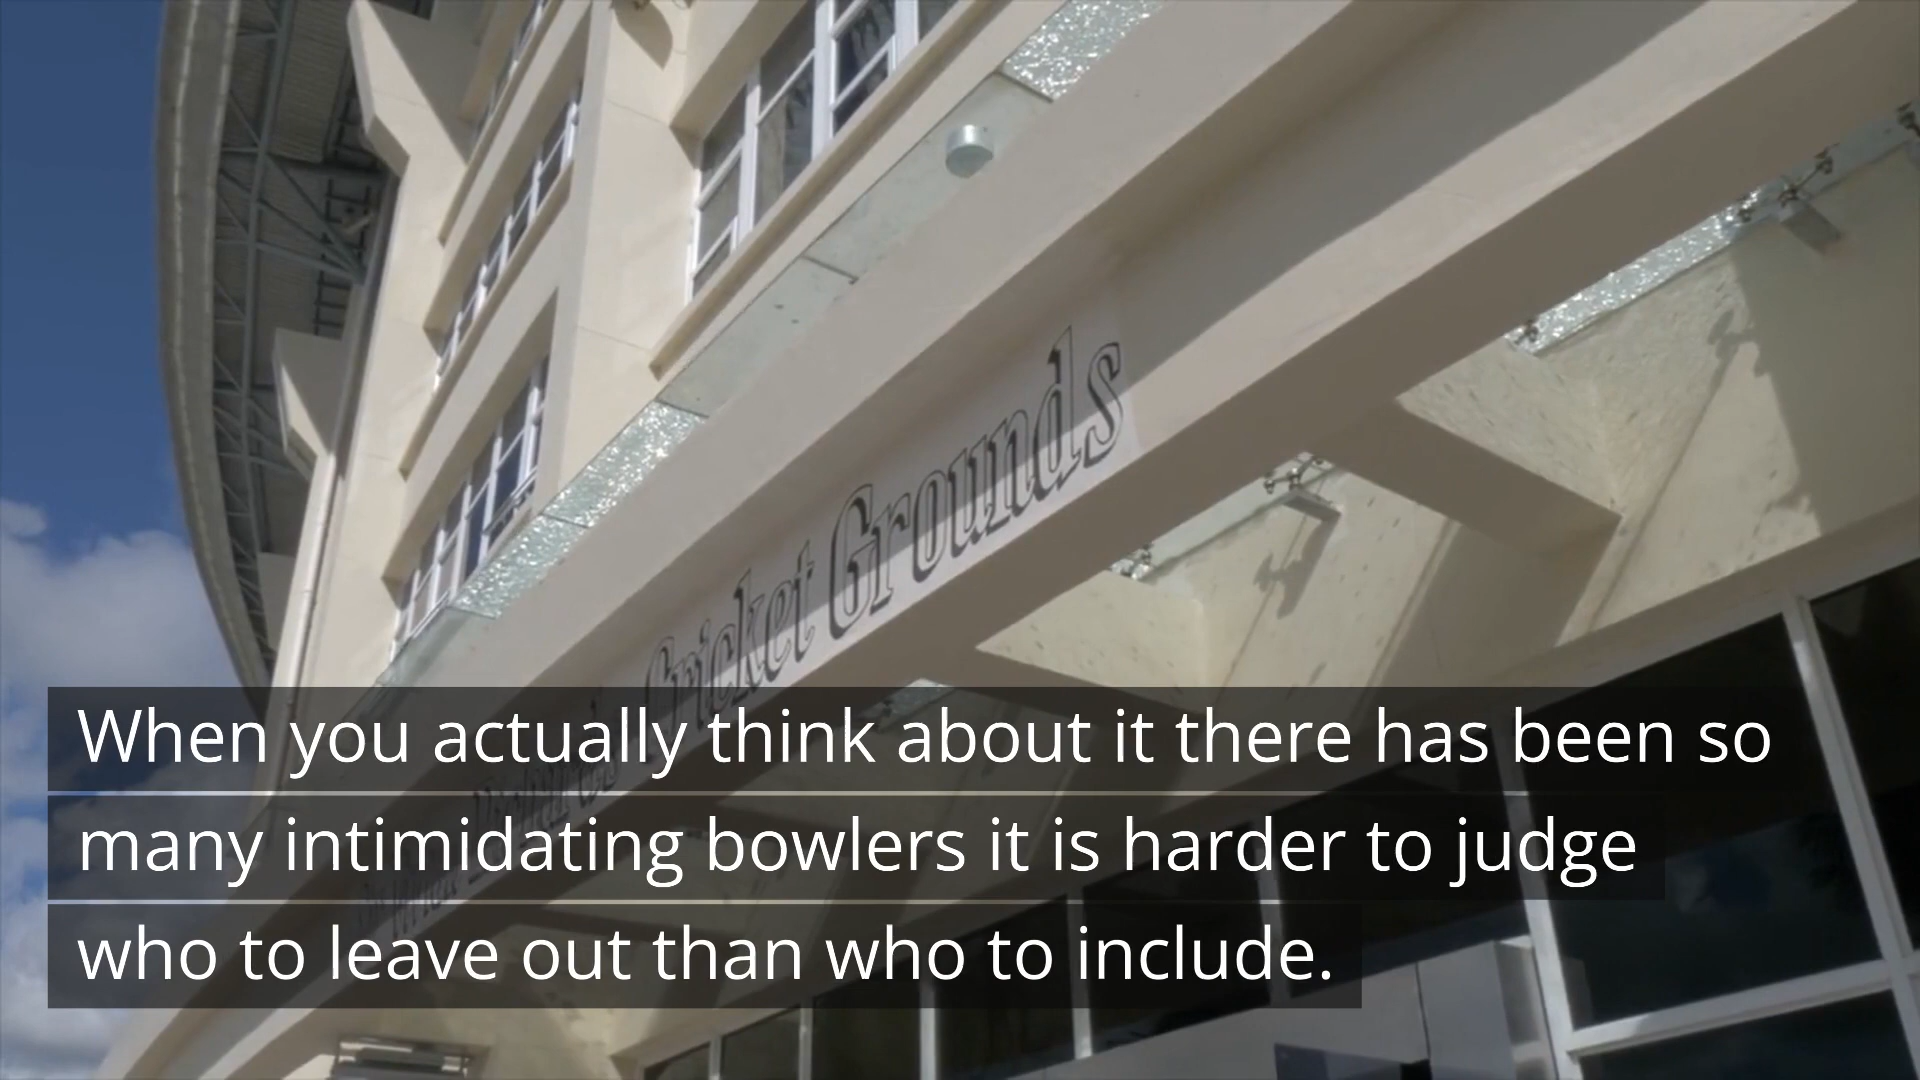 Cricket Grounds
When you actually think about it there has been so
many intimidating bowlers it is harder to judge
who to leave out than who to include.